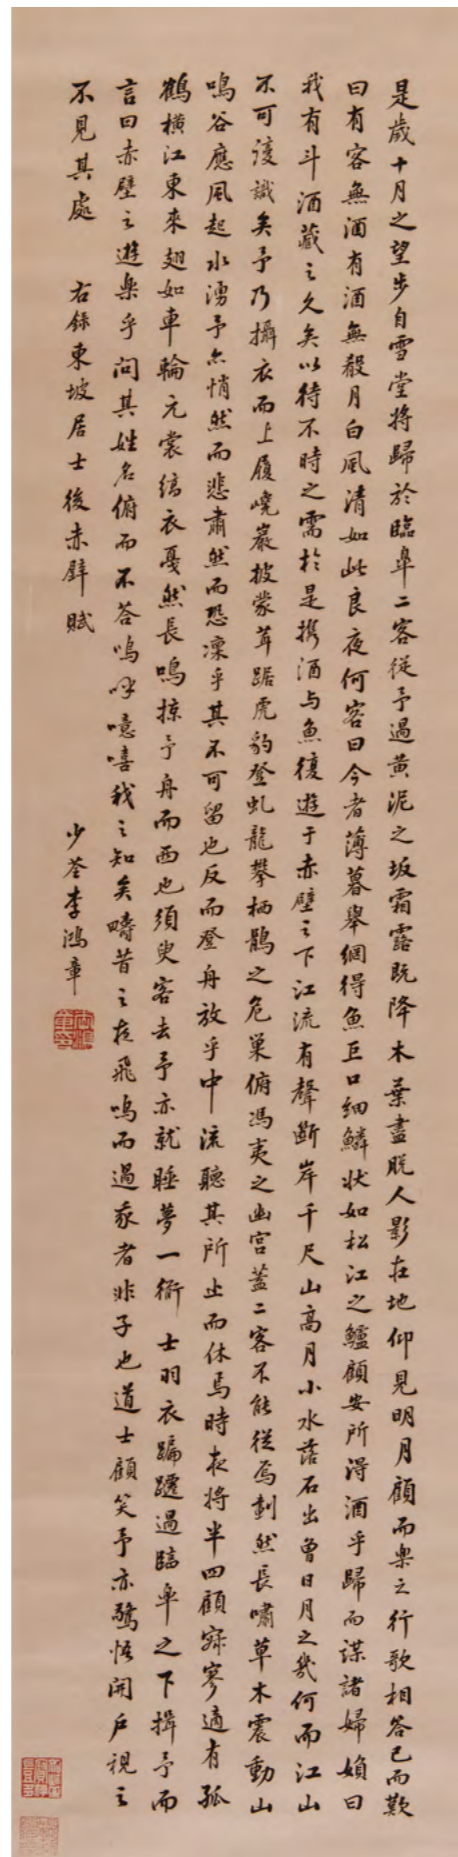 是歲十月之望步自雪堂將歸於臨皋二客從予過黄泥之坂霜露既降木葉盡脱人影在地仰見明月顧而樂之行歌相答已而歎
曰有客無酒有酒無殽月白風清如此良夜何客曰今者薄暮舉網得魚巨口細鱗状如松江之鱸顧安所得酒乎歸而謀諸婦婦曰
我有斗酒藏之久矣以待不時之需於是携酒与魚復遊于赤壁之下江流有聲斷岸千尺山高月小水落石出曾日月之幾何而江山
不可復識矣予乃攝衣而上履巉巖披蒙茸踞虎豹登虬龍攀栖鶻之危巢俯馮夷之幽宫蓋二客不能從焉劃然長嘯草木震動山
鳴谷應風起水湧予亦悄然而悲肅然而恐凜乎其不可留也反而登舟放乎中流聽其所止而休焉時夜將半四顧寂寥適有孤
鶴横江東來翅如車輪元裳縞衣戛然長鳴掠予舟而西也須臾客去予亦就睡夢一衜士羽衣蹁躚過臨皋之下揖予而
言曰赤壁之遊樂乎問其姓名俯而不答嗚呼噫嘻我之知矣疇昔之夜飛鳴而過我者非子也道士顧笑予亦驚悟開户視之
不見其處 右録東坡居士後赤壁賦 少荃李鴻章